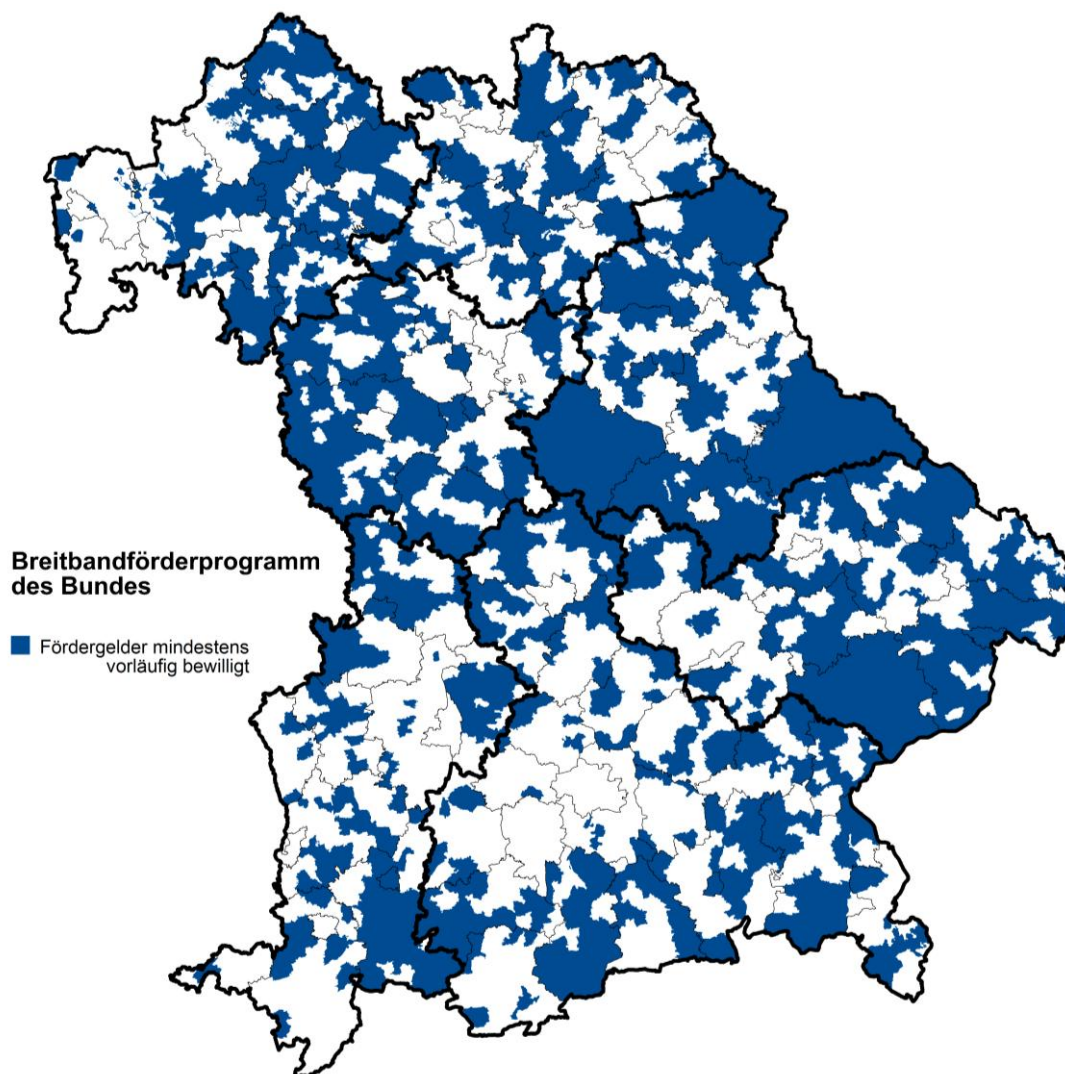 Breitbandförderprogramm
des Bundes
Fördergelder mindestens
vorläufig bewilligt